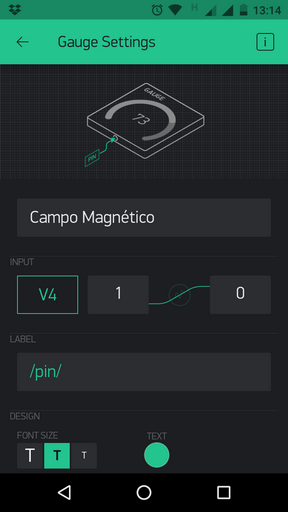 H 13:14
Gauge Settings
i
GAUGE
73
PIN
Campo Magnético
INPUT
V4 1 0
LABEL
/pin/
DESIGN
FONT SIZE TEXT
T T T